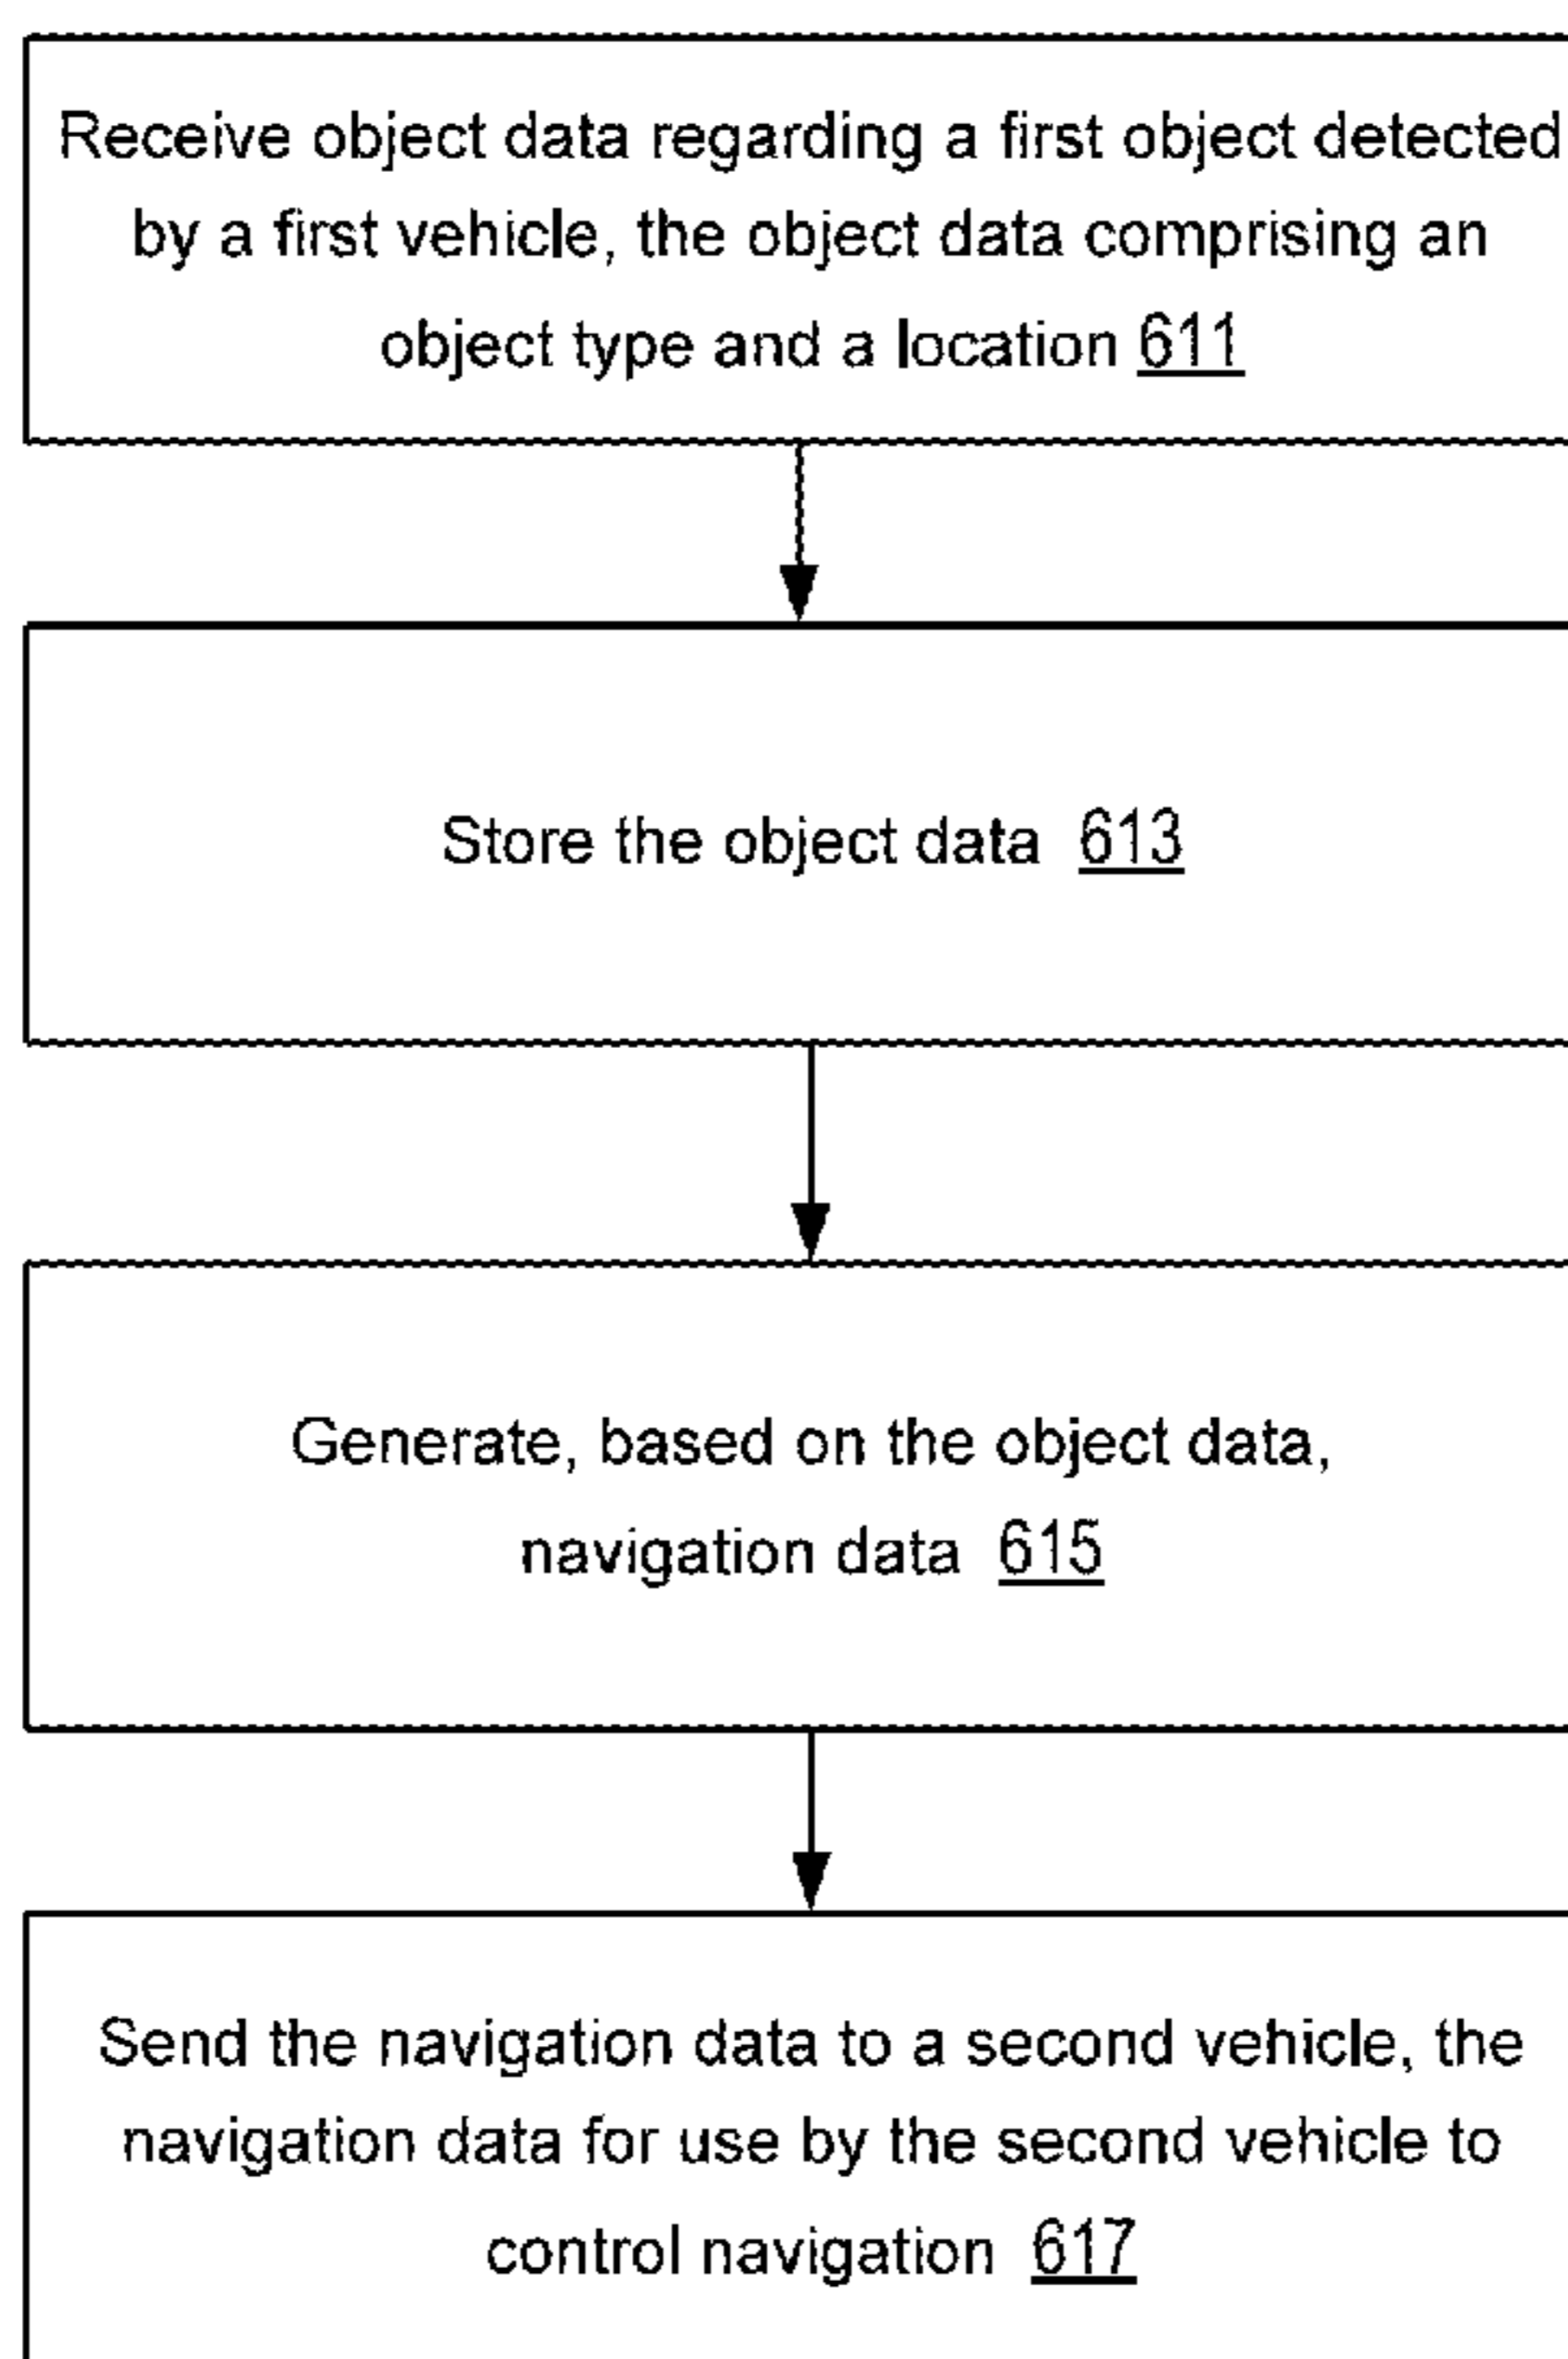 Receive object data regarding a first object detected
by a first vehicle, the object data comprising an
object type and a location 611
Store the object data 613
Generate, based on the object data,
navigation data 615
Send the navigation data to a second vehicle, the
navigation data for use by the second vehicle to
control navigation 617